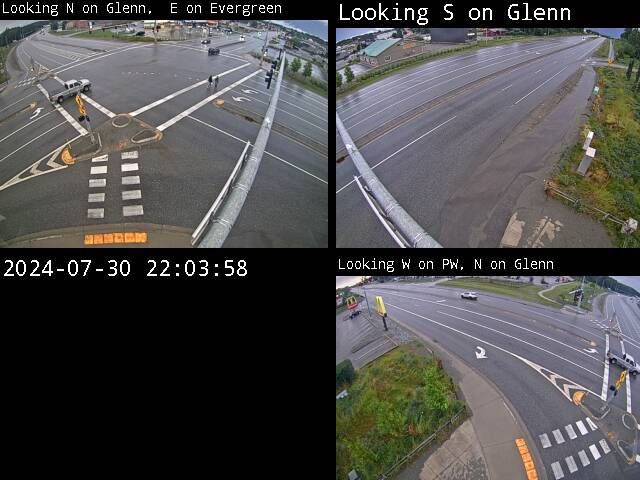 Looking N on Glenn,  E on Evergreen
Looking S on Glenn
2024-07-30 22:03:58
Looking W on PW, N on Glenn